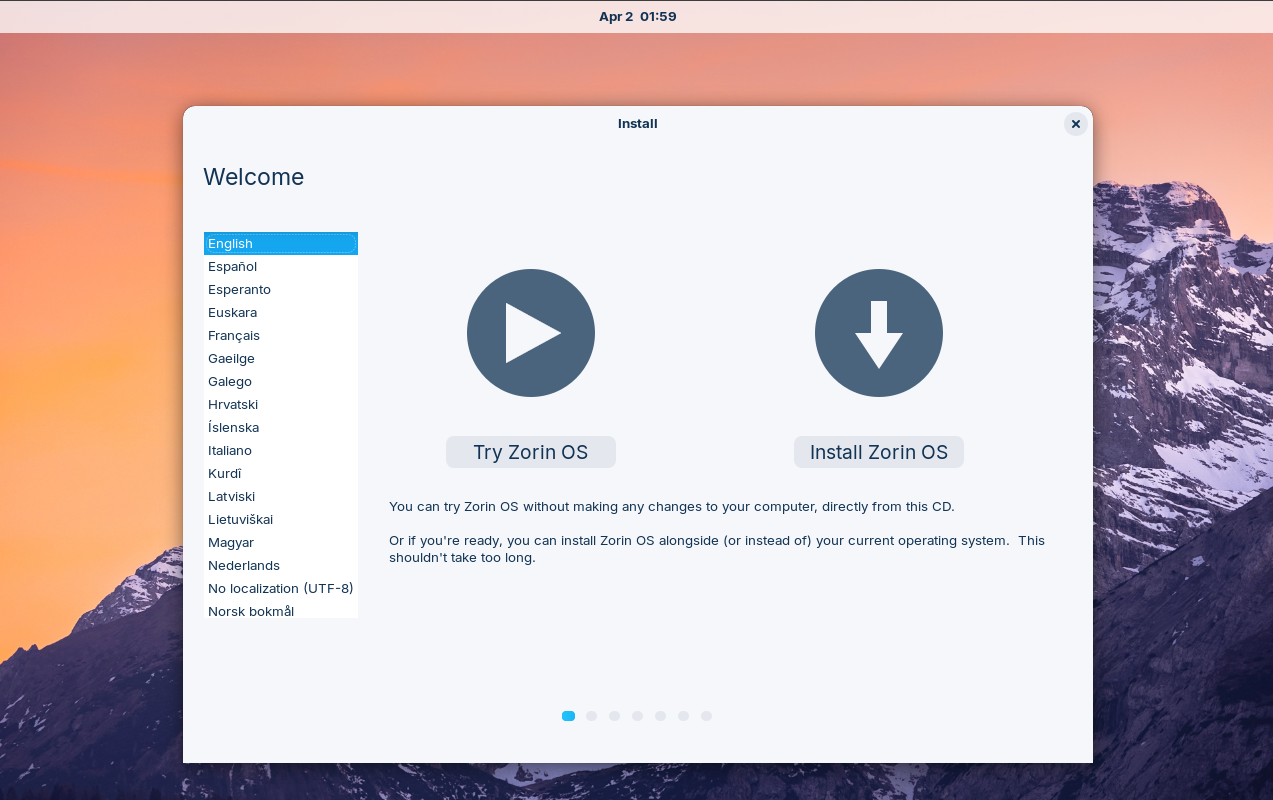 Apr 2  01:59
Install
Welcome
English
Español
Esperanto
Euskara
Français
Gaeilge
Galego
Hrvatski
Íslenska
Italiano
Kurdî
Latviski
Lietuviškai
Magyar
Nederlands
No localization (UTF-8)
Norsk bokmål
Try Zorin OS
Install Zorin OS
You can try Zorin OS without making any changes to your computer, directly from this CD.
Or if you're ready, you can install Zorin OS alongside (or instead of) your current operating system.  This
shouldn't take too long.